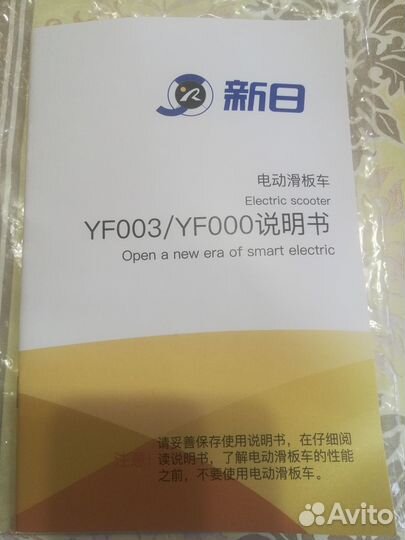 新日
电动滑板车
Electric scooter
YF003/YF000说明书
Open a new era of smart electric
请妥善保存使用说明书，在仔细阅
注意 读说明书，了解电动滑板车的性能
之前，不要使用电动滑板车。
Avito